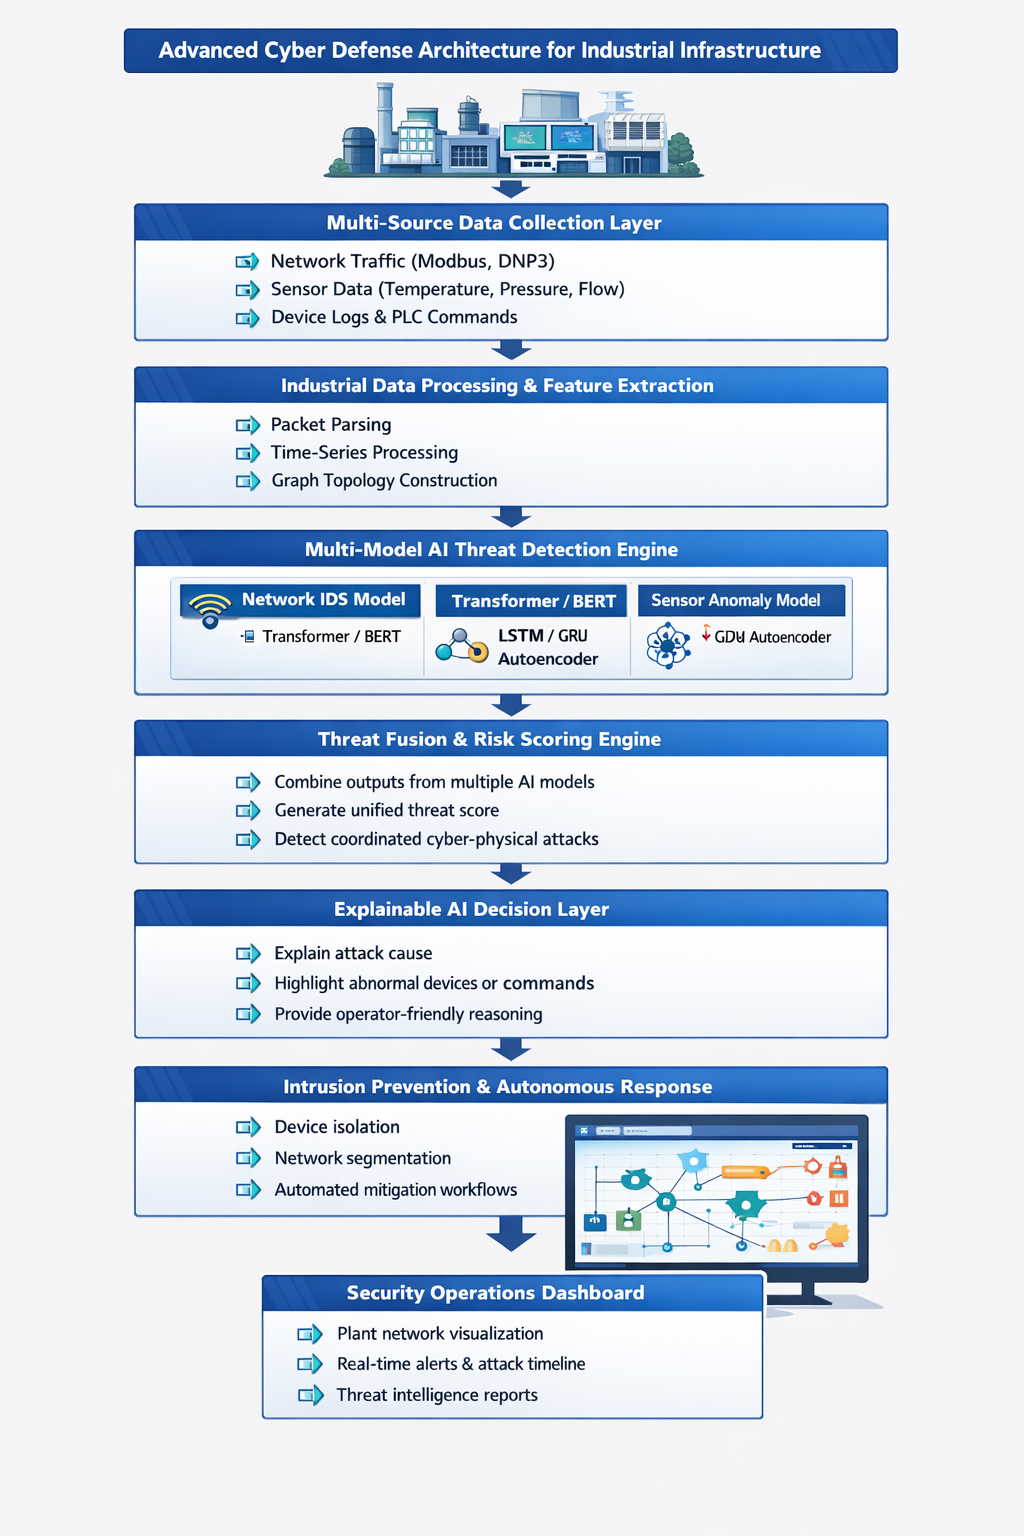 Advanced Cyber Defense Architecture for Industrial Infrastructure
Multi-Source Data Collection Layer
Network Traffic (Modbus, DNP3)
Sensor Data (Temperature, Pressure, Flow)
Device Logs & PLC Commands
Industrial Data Processing & Feature Extraction
Packet Parsing
Time-Series Processing
Graph Topology Construction
Multi-Model AI Threat Detection Engine
Network IDS Model
Transformer / BERT
Transformer / BERT
LSTM / GRU
Autoencoder
Sensor Anomaly Model
Autoencoder
Threat Fusion & Risk Scoring Engine
Combine outputs from multiple AI models
Generate unified threat score
Detect coordinated cyber-physical attacks
Explainable AI Decision Layer
Explain attack cause
Highlight abnormal devices or commands
Provide operator-friendly reasoning
Intrusion Prevention & Autonomous Response
Device isolation
Network segmentation
Automated mitigation workflows
Security Operations Dashboard
Plant network visualization
Real-time alerts & attack timeline
Threat intelligence reports